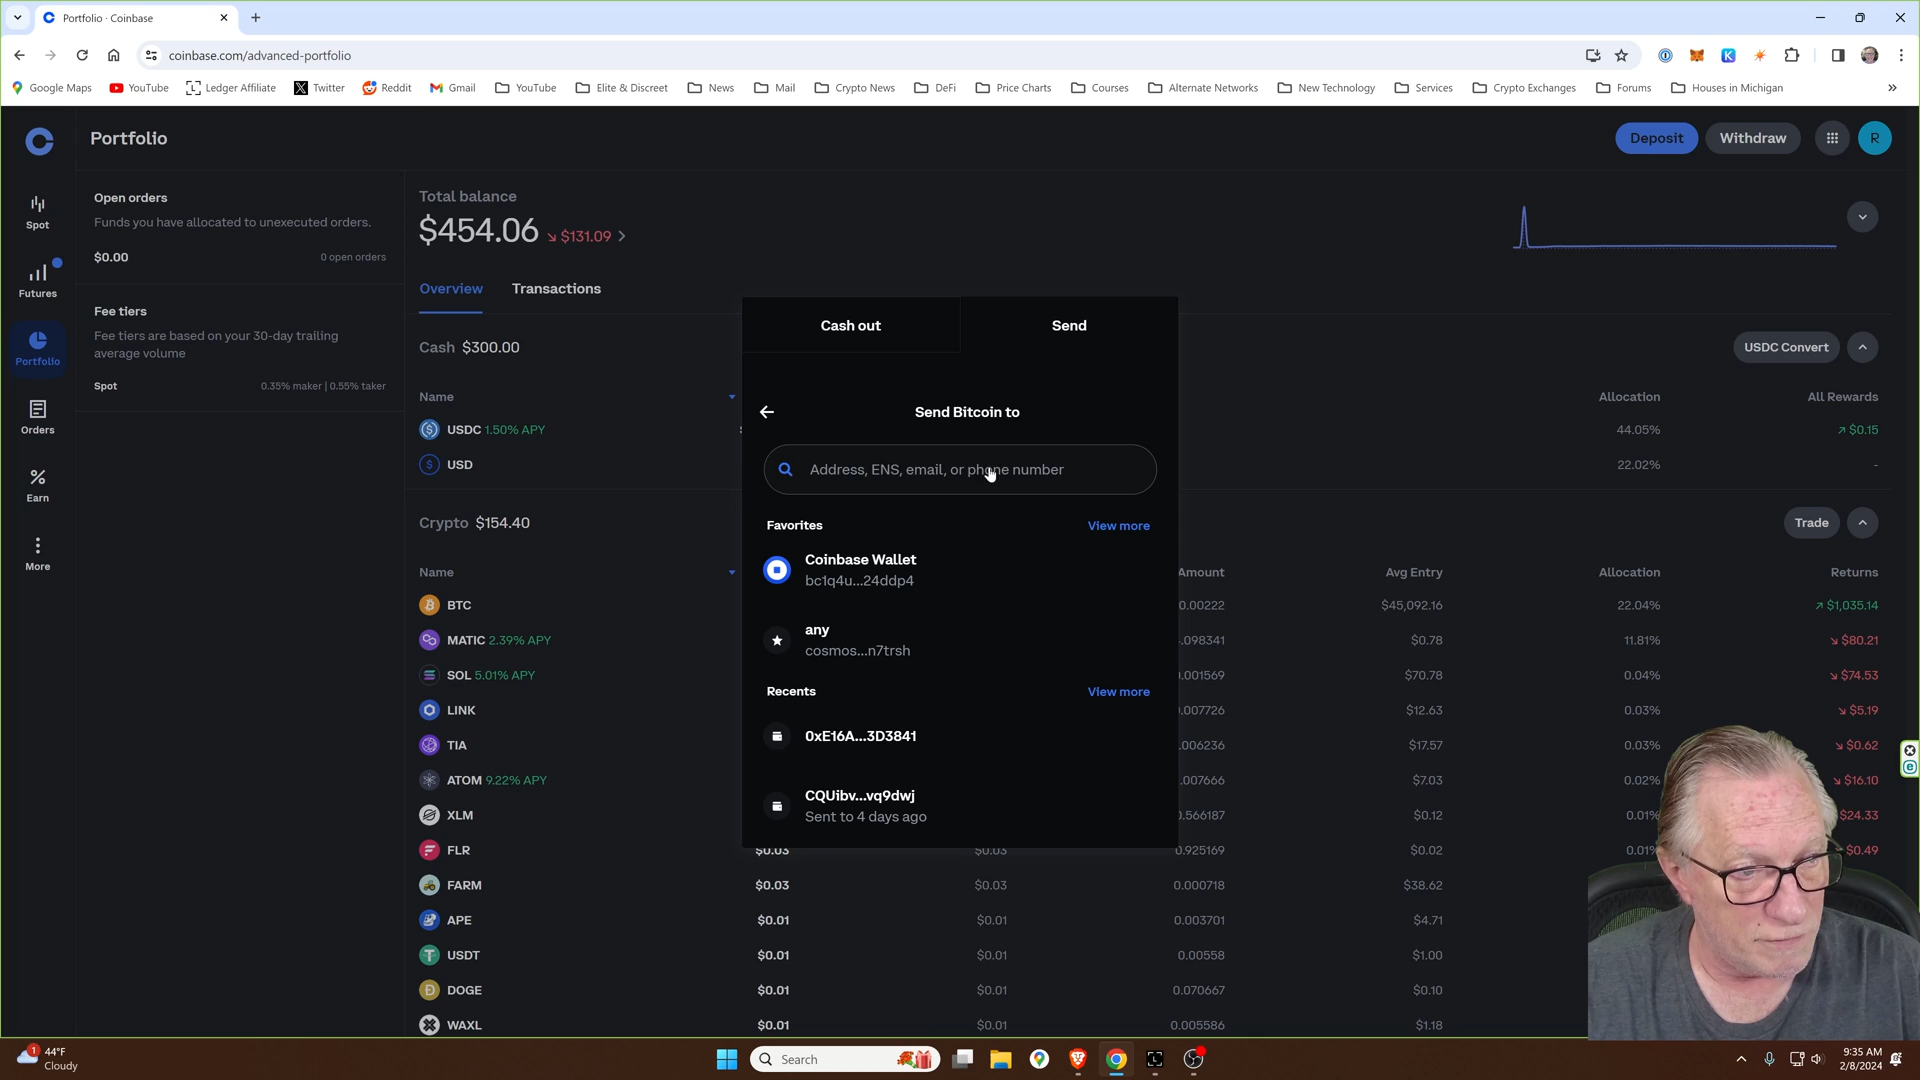 Portfolio · Coinbase
coinbase.com/advanced-portfolio
Google Maps YouTube Ledger Affiliate Twitter Reddit Gmail YouTube Elite & Discreet News Mail Crypto News DeFi Price Charts Courses Alternate Networks New Technology Services Crypto Exchanges Forums Houses in Michigan »
Portfolio
Deposit
Withdraw
R
Spot
Futures
Portfolio
Orders
Earn
More
Open orders
Funds you have allocated to unexecuted orders.
$0.00 0 open orders
Fee tiers
Fee tiers are based on your 30-day trailing
average volume
Spot 0.35% maker | 0.55% taker
Total balance
$454.06 ↘ $131.09 >
Overview Transactions
Cash $300.00
USDC Convert
Name Allocation All Rewards
USDC 1.50% APY 44.05% ↗ $0.15
USD 22.02% -
Crypto $154.40
Trade
Name Amount Avg Entry Allocation Returns
BTC 0.00222 $45,092.16 22.04% ↗ $1,035.14
MATIC 2.39% APY .098341 $0.78 11.81% ↘ $80.21
SOL 5.01% APY .001569 $70.78 0.04% ↘ $74.53
LINK .007726 $12.63 0.03% ↘ $5.19
TIA .006236 $17.57 0.03% ↘ $0.62
ATOM 9.22% APY .007666 $7.03 0.02% ↘ $16.10
XLM .566187 $0.12 0.01% $24.33
FLR $0.03 $0.03 0.925169 $0.02 0.01% $0.49
FARM $0.03 $0.03 0.000718 $38.62
APE $0.01 $0.01 0.003701 $4.71
USDT $0.01 $0.01 0.00558 $1.00
DOGE $0.01 $0.01 0.070667 $0.10
WAXL $0.01 $0.01 0.005586 $1.18
Cash out Send
Send Bitcoin to
Address, ENS, email, or phone number
Favorites View more
Coinbase Wallet
bc1q4u...24ddp4
any
cosmos...n7trsh
Recents View more
0xE16A...3D3841
CQUibv...vq9dwj
Sent to 4 days ago
1
44°F
Cloudy
Search
9:35 AM
2/8/2024